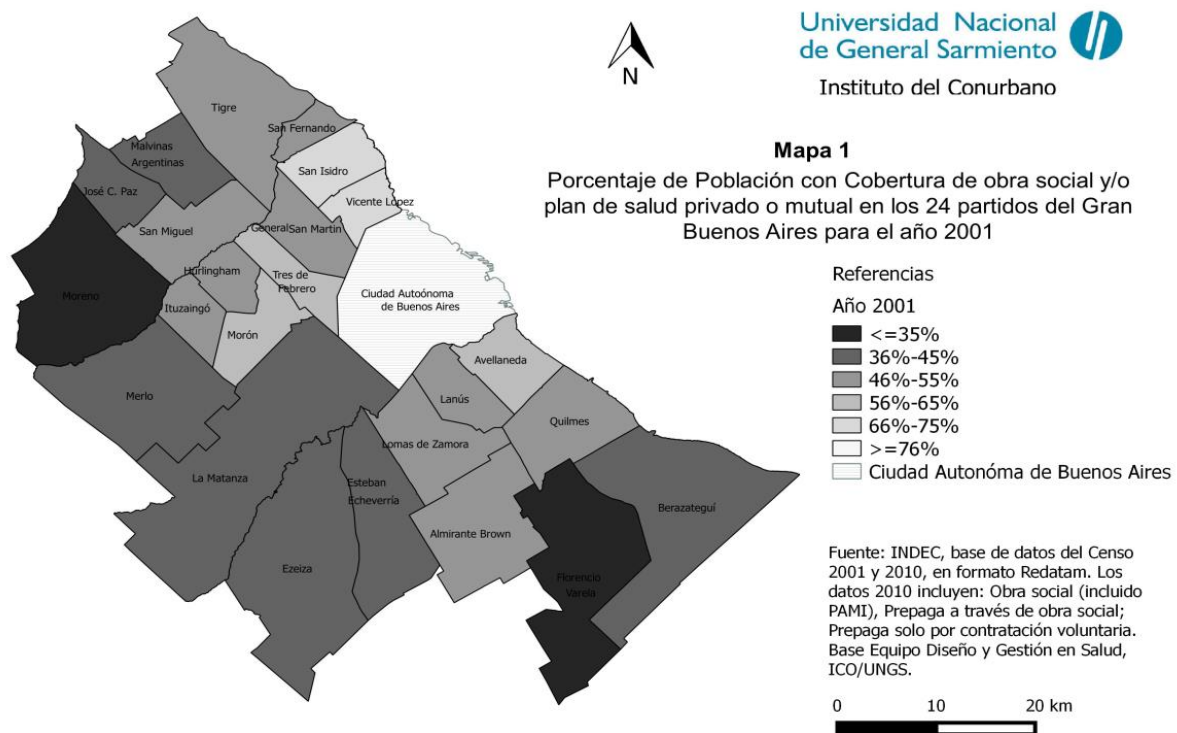 Universidad Nacional
de General Sarmiento
Instituto del Conurbano
N
Mapa 1
Porcentaje de Población con Cobertura de obra social y/o
plan de salud privado o mutual en los 24 partidos del Gran
Buenos Aires para el año 2001
Referencias
Año 2001
<=35%
36%-45%
46%-55%
56%-65%
66%-75%
>=76%
Ciudad Autonóma de Buenos Aires
Fuente: INDEC, base de datos del Censo
2001 y 2010, en formato Redatam. Los
datos 2010 incluyen: Obra social (incluido
PAMI), Prepaga a través de obra social;
Prepaga solo por contratación voluntaria.
Base Equipo Diseño y Gestión en Salud,
ICO/UNGS.
0 10 20 km
Tigre
San Fernando
Malvinas
Argentinas
San Isidro
José C. Paz
Vicente López
San Miguel
General San Martín
Hurlingham
Tres de
Febrero
Moreno
Ituzaingó
Ciudad Autoónoma
de Buenos Aires
Morón
Avellaneda
Merlo
Lanús
Quilmes
Lomas de Zamora
La Matanza
Esteban
Echeverría
Berazateguí
Almirante Brown
Ezeiza
Florencio
Varela